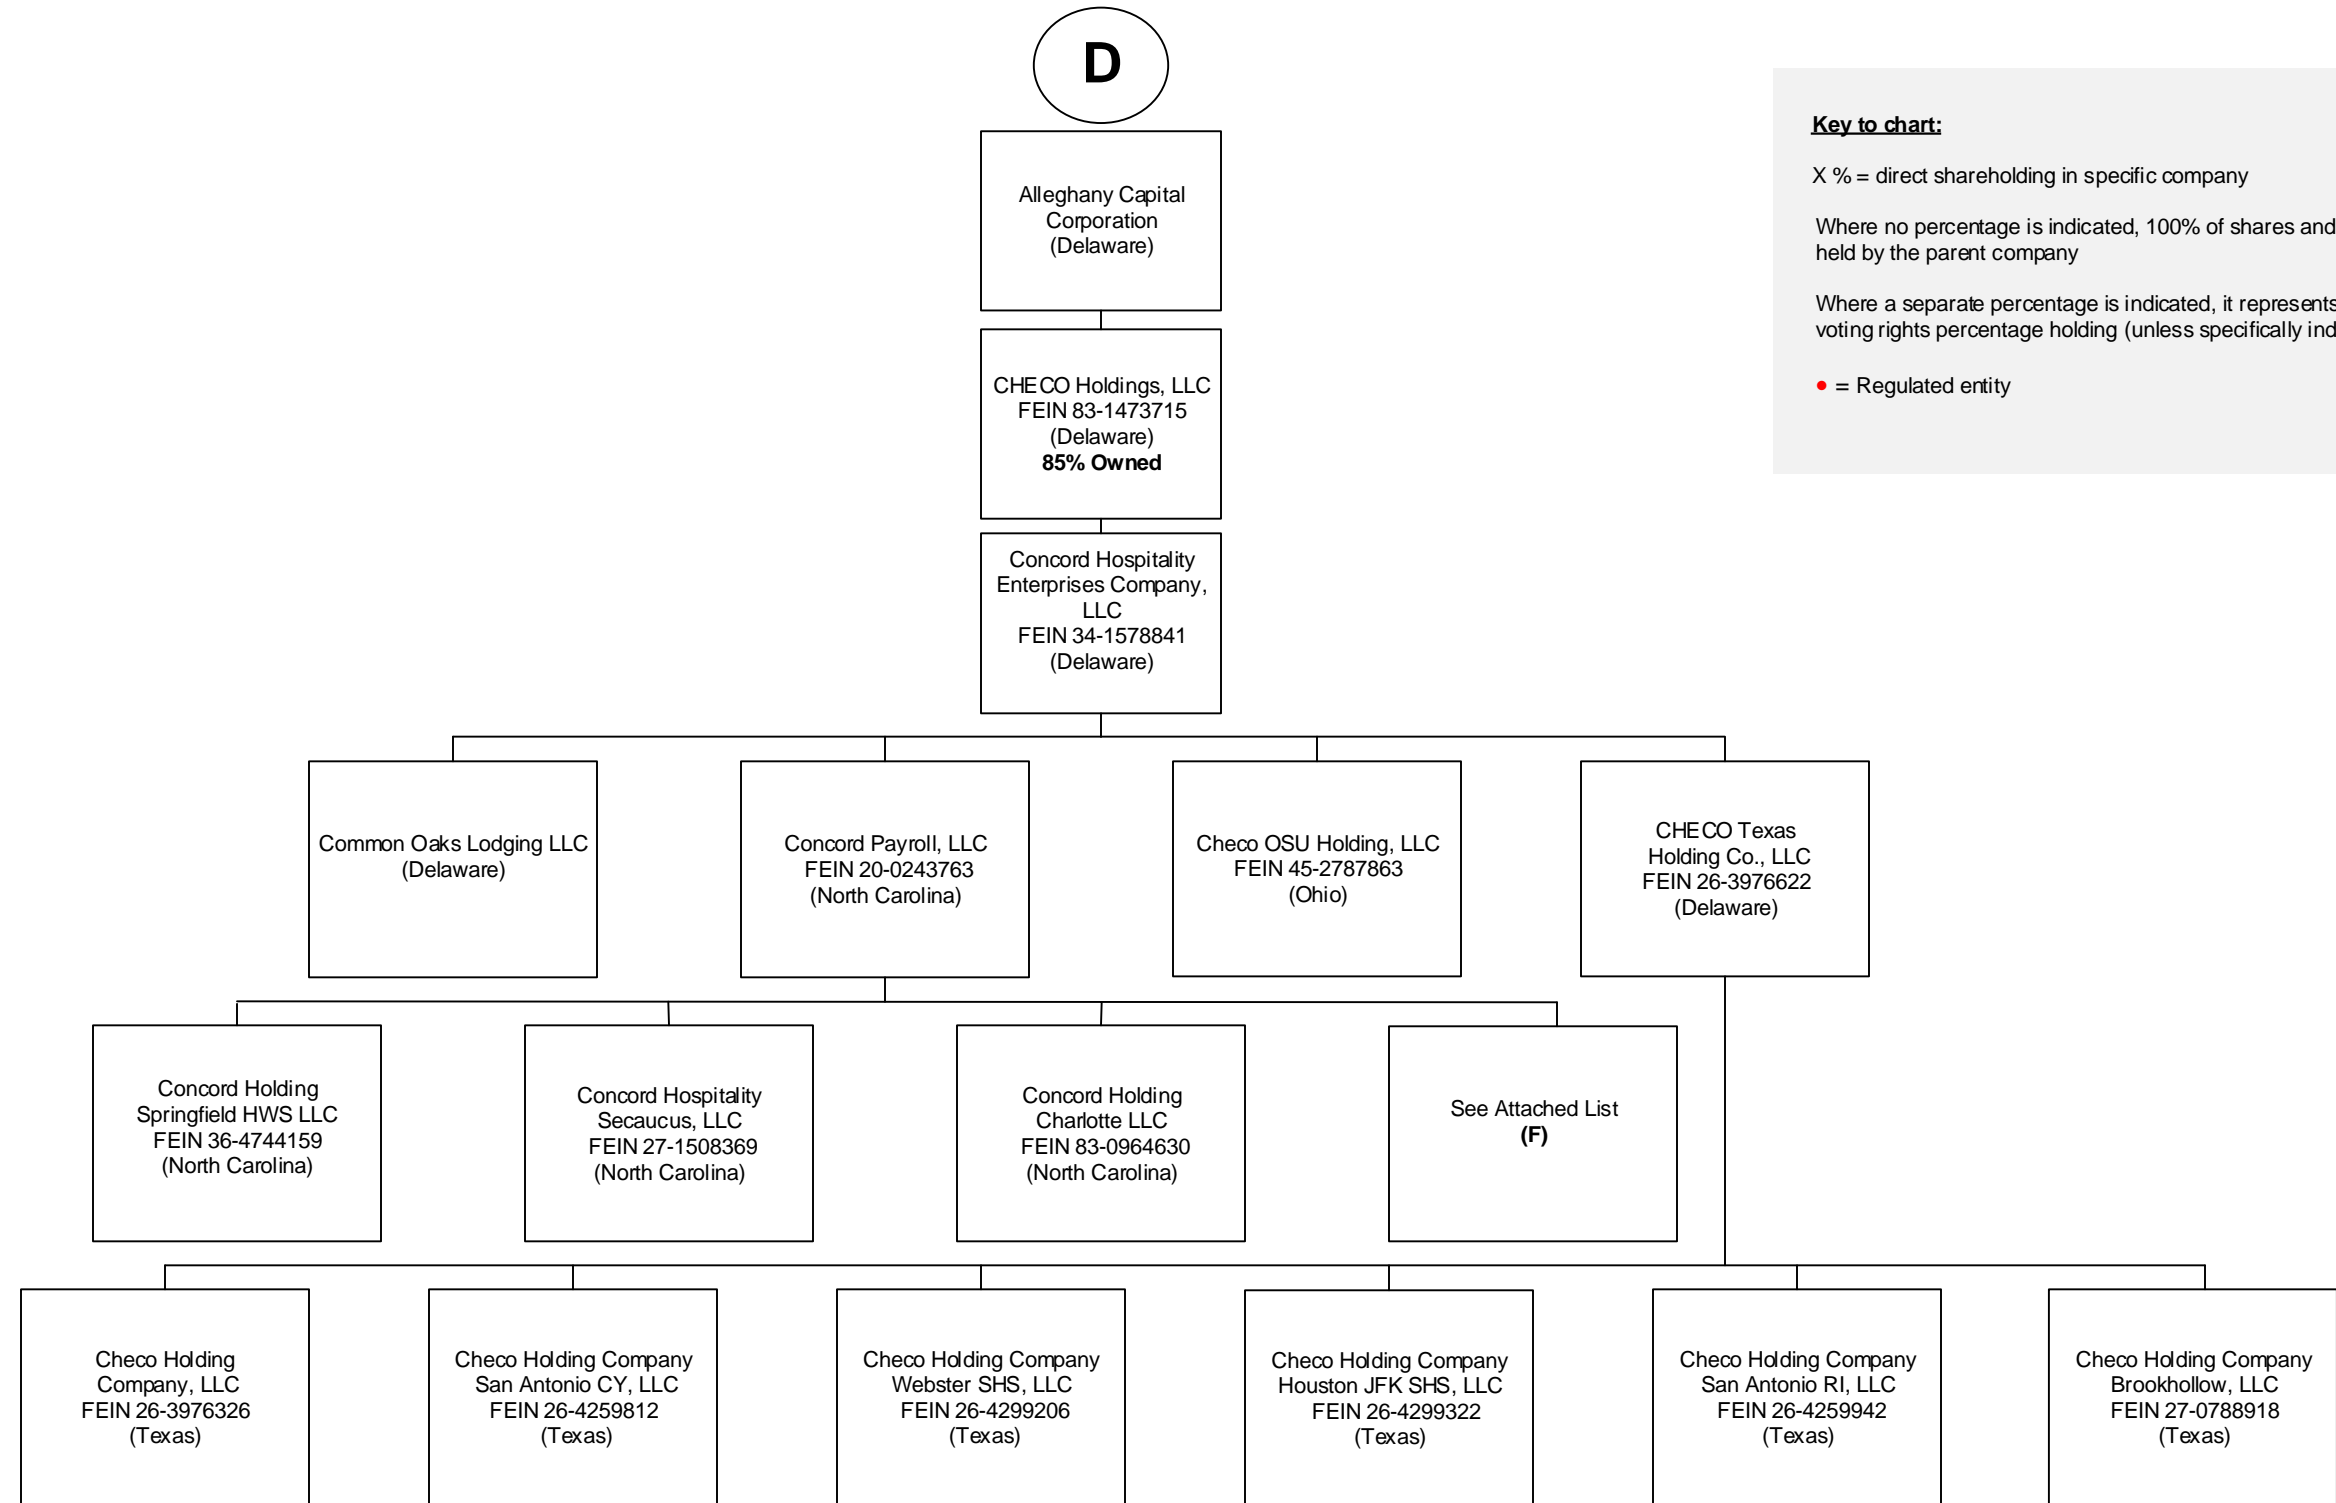 D
Key to chart:
X % = direct shareholding in specific company
Where no percentage is indicated, 100% of shares and
held by the parent company
Where a separate percentage is indicated, it represents
voting rights percentage holding (unless specifically ind
● = Regulated entity
Alleghany Capital
Corporation
(Delaware)
CHECO Holdings, LLC
FEIN 83-1473715
(Delaware)
85% Owned
Concord Hospitality
Enterprises Company,
LLC
FEIN 34-1578841
(Delaware)
Common Oaks Lodging LLC
(Delaware)
Concord Payroll, LLC
FEIN 20-0243763
(North Carolina)
Checo OSU Holding, LLC
FEIN 45-2787863
(Ohio)
CHECO Texas
Holding Co., LLC
FEIN 26-3976622
(Delaware)
Concord Holding
Springfield HWS LLC
FEIN 36-4744159
(North Carolina)
Concord Hospitality
Secaucus, LLC
FEIN 27-1508369
(North Carolina)
Concord Holding
Charlotte LLC
FEIN 83-0964630
(North Carolina)
See Attached List
(F)
Checo Holding
Company, LLC
FEIN 26-3976326
(Texas)
Checo Holding Company
San Antonio CY, LLC
FEIN 26-4259812
(Texas)
Checo Holding Company
Webster SHS, LLC
FEIN 26-4299206
(Texas)
Checo Holding Company
Houston JFK SHS, LLC
FEIN 26-4299322
(Texas)
Checo Holding Company
San Antonio RI, LLC
FEIN 26-4259942
(Texas)
Checo Holding Company
Brookhollow, LLC
FEIN 27-0788918
(Texas)